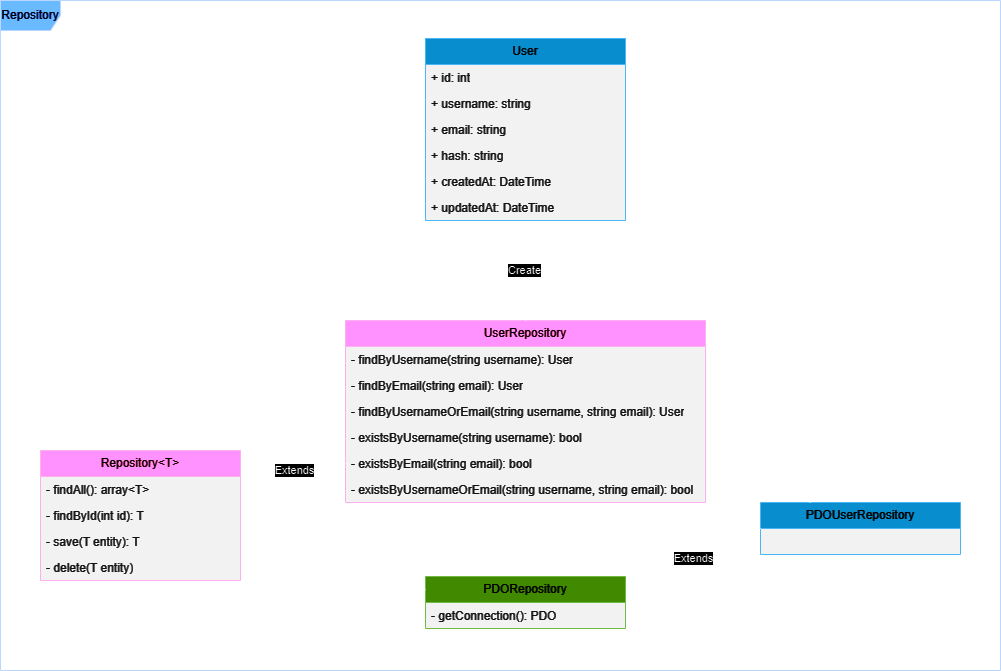 Repository
User
+ id: int
+ username: string
+ email: string
+ hash: string
+ createdAt: DateTime
+ updatedAt: DateTime
Create
UserRepository
- findByUsername(string username): User
- findByEmail(string email): User
- findByUsernameOrEmail(string username, string email): User
- existsByUsername(string username): bool
- existsByEmail(string email): bool
- existsByUsernameOrEmail(string username, string email): bool
Repository<T>
- findAll(): array<T>
- findById(int id): T
- save(T entity): T
- delete(T entity)
Extends
PDOUserRepository
Extends
PDORepository
- getConnection(): PDO